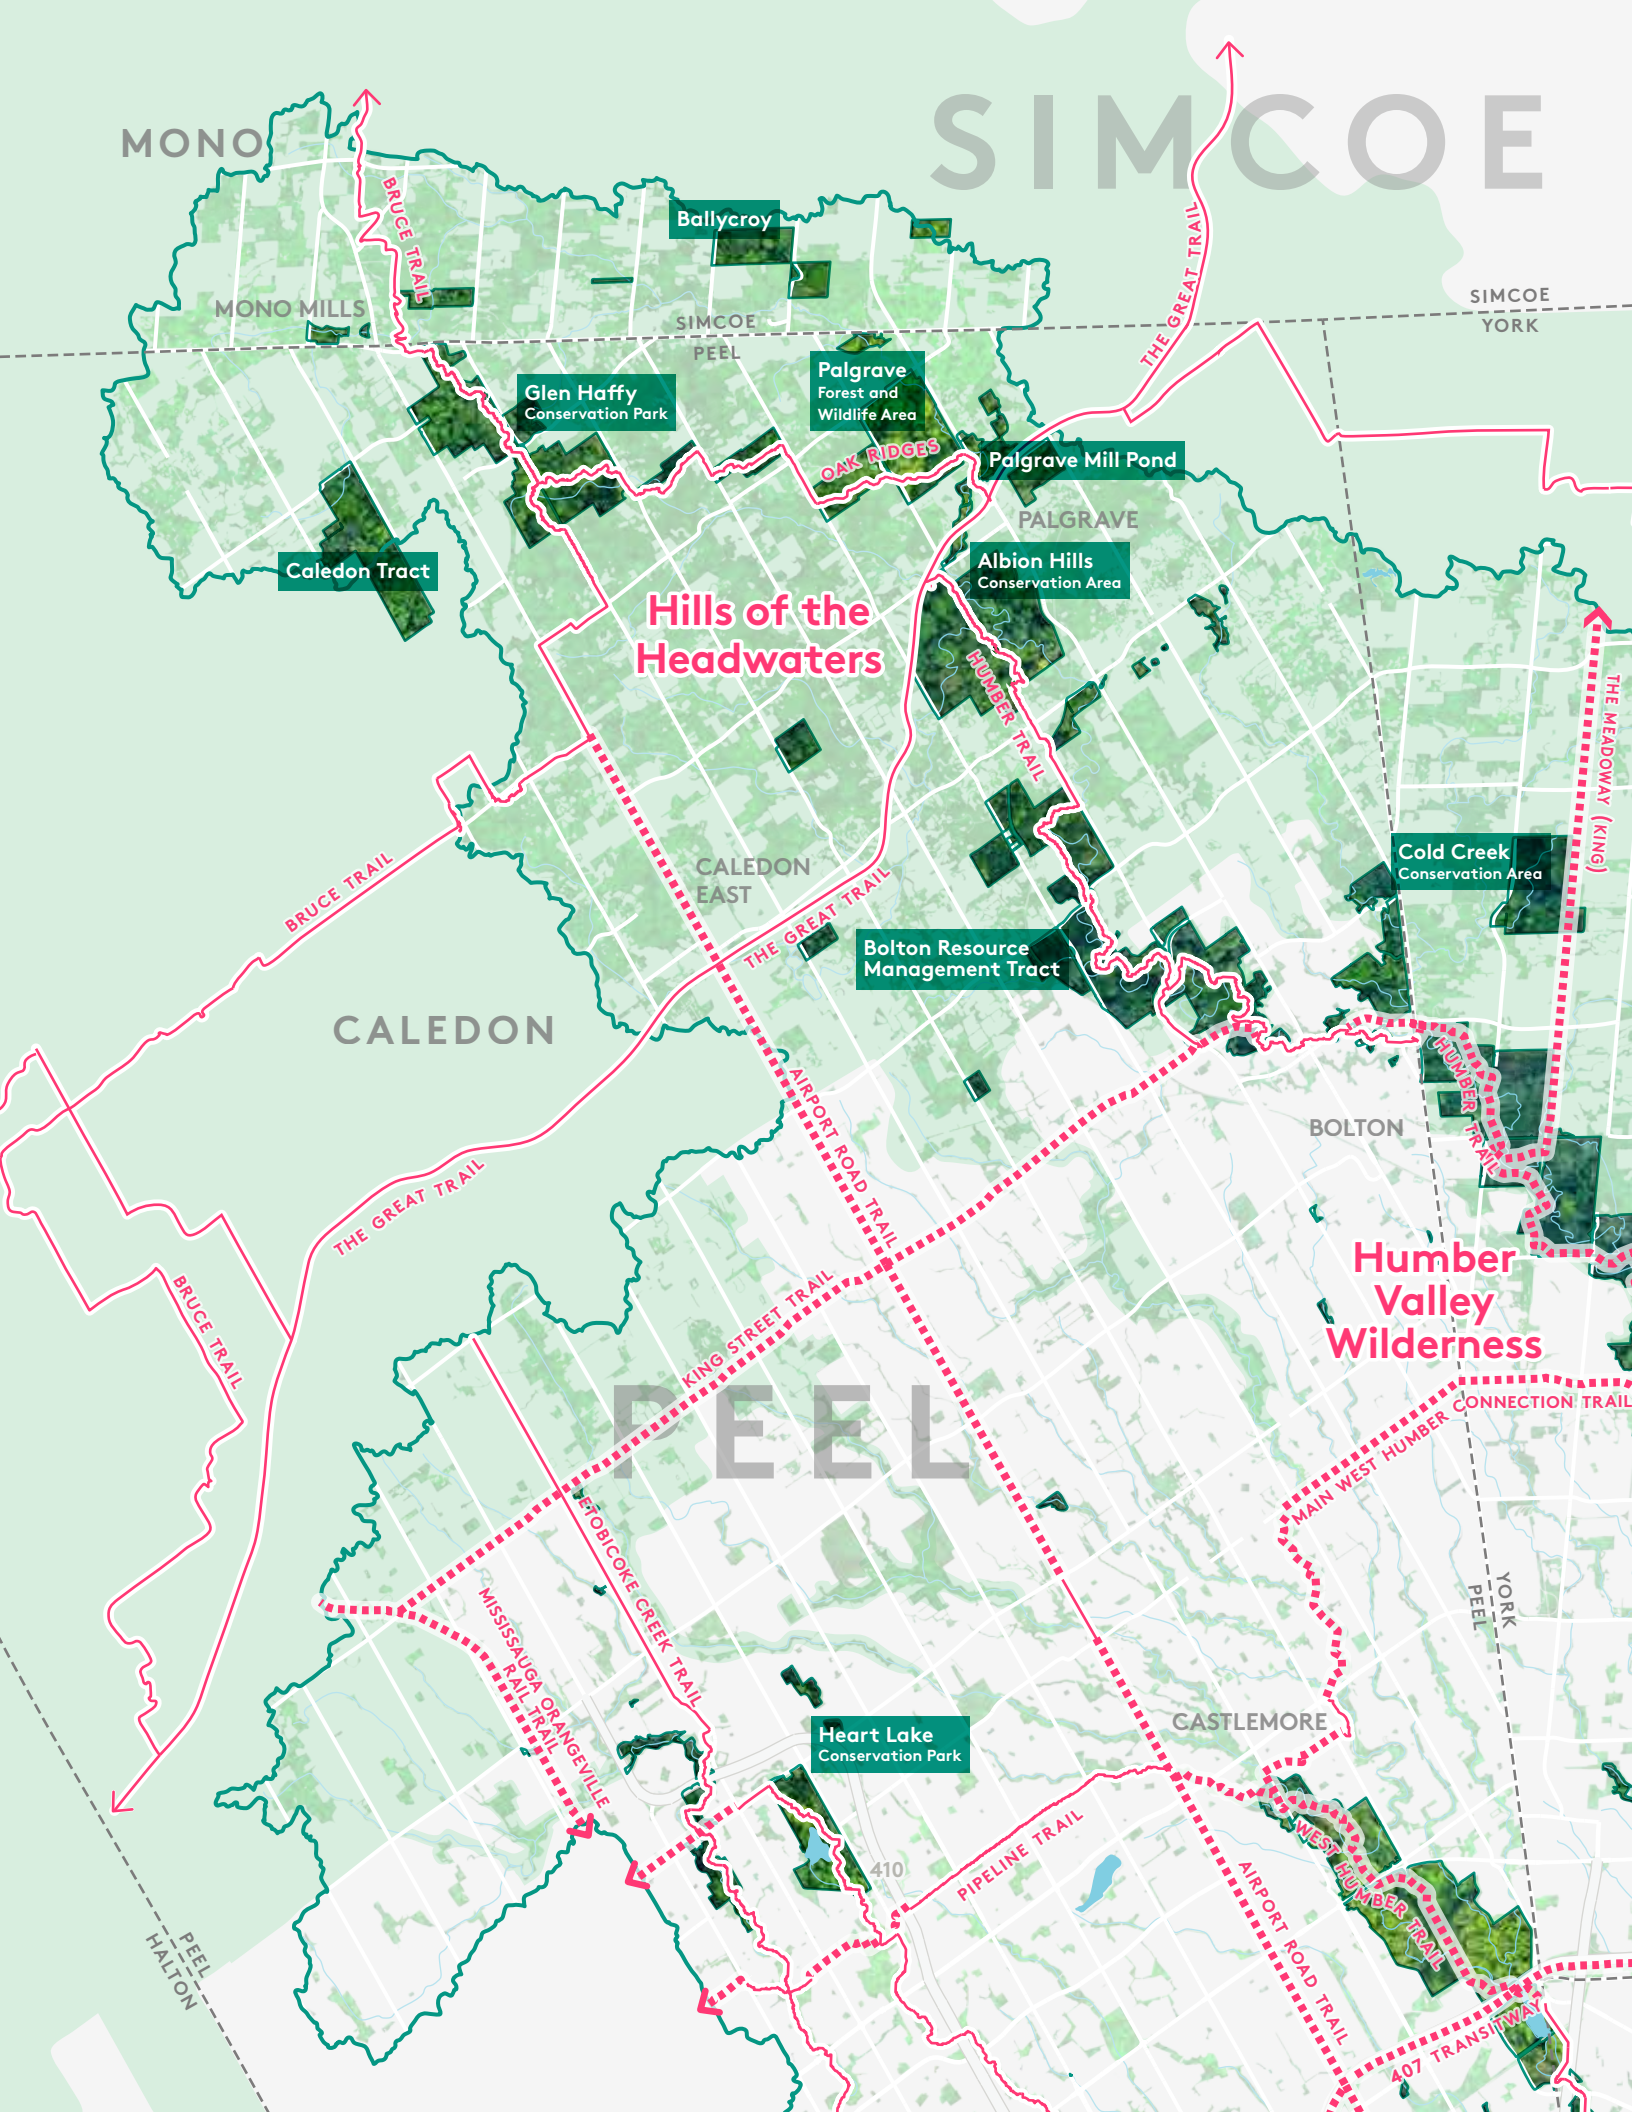 SIMCOE
MONO
BRUCE TRAIL
Ballycroy
THE GREAT TRAIL
MONO MILLS
SIMCOE
PEEL
SIMCOE
YORK
Glen Haffy
Conservation Park
Palgrave
Forest and
Wildlife Area
OAK RIDGES
Palgrave Mill Pond
PALGRAVE
Caledon Tract
Albion Hills
Conservation Area
Hills of the
Headwaters
HUMBER TRAIL
THE MEADOWAY (KING)
CALEDON
EAST
BRUCE TRAIL
THE GREAT TRAIL
Cold Creek
Conservation Area
Bolton Resource
Management Tract
CALEDON
HUMBER TRAIL
BOLTON
AIRPORT ROAD TRAIL
THE GREAT TRAIL
BRUCE TRAIL
KING STREET TRAIL
Humber
Valley
Wilderness
PEEL
MAIN WEST HUMBER CONNECTION TRAIL
ETOBICOKE CREEK TRAIL
MISSISSAUGA ORANGEVILLE
RAIL TRAIL
YORK
PEEL
CASTLEMORE
Heart Lake
Conservation Park
410
PIPELINE TRAIL
WEST HUMBER TRAIL
AIRPORT ROAD TRAIL
PEEL
HALTON
407 TRANSITWAY